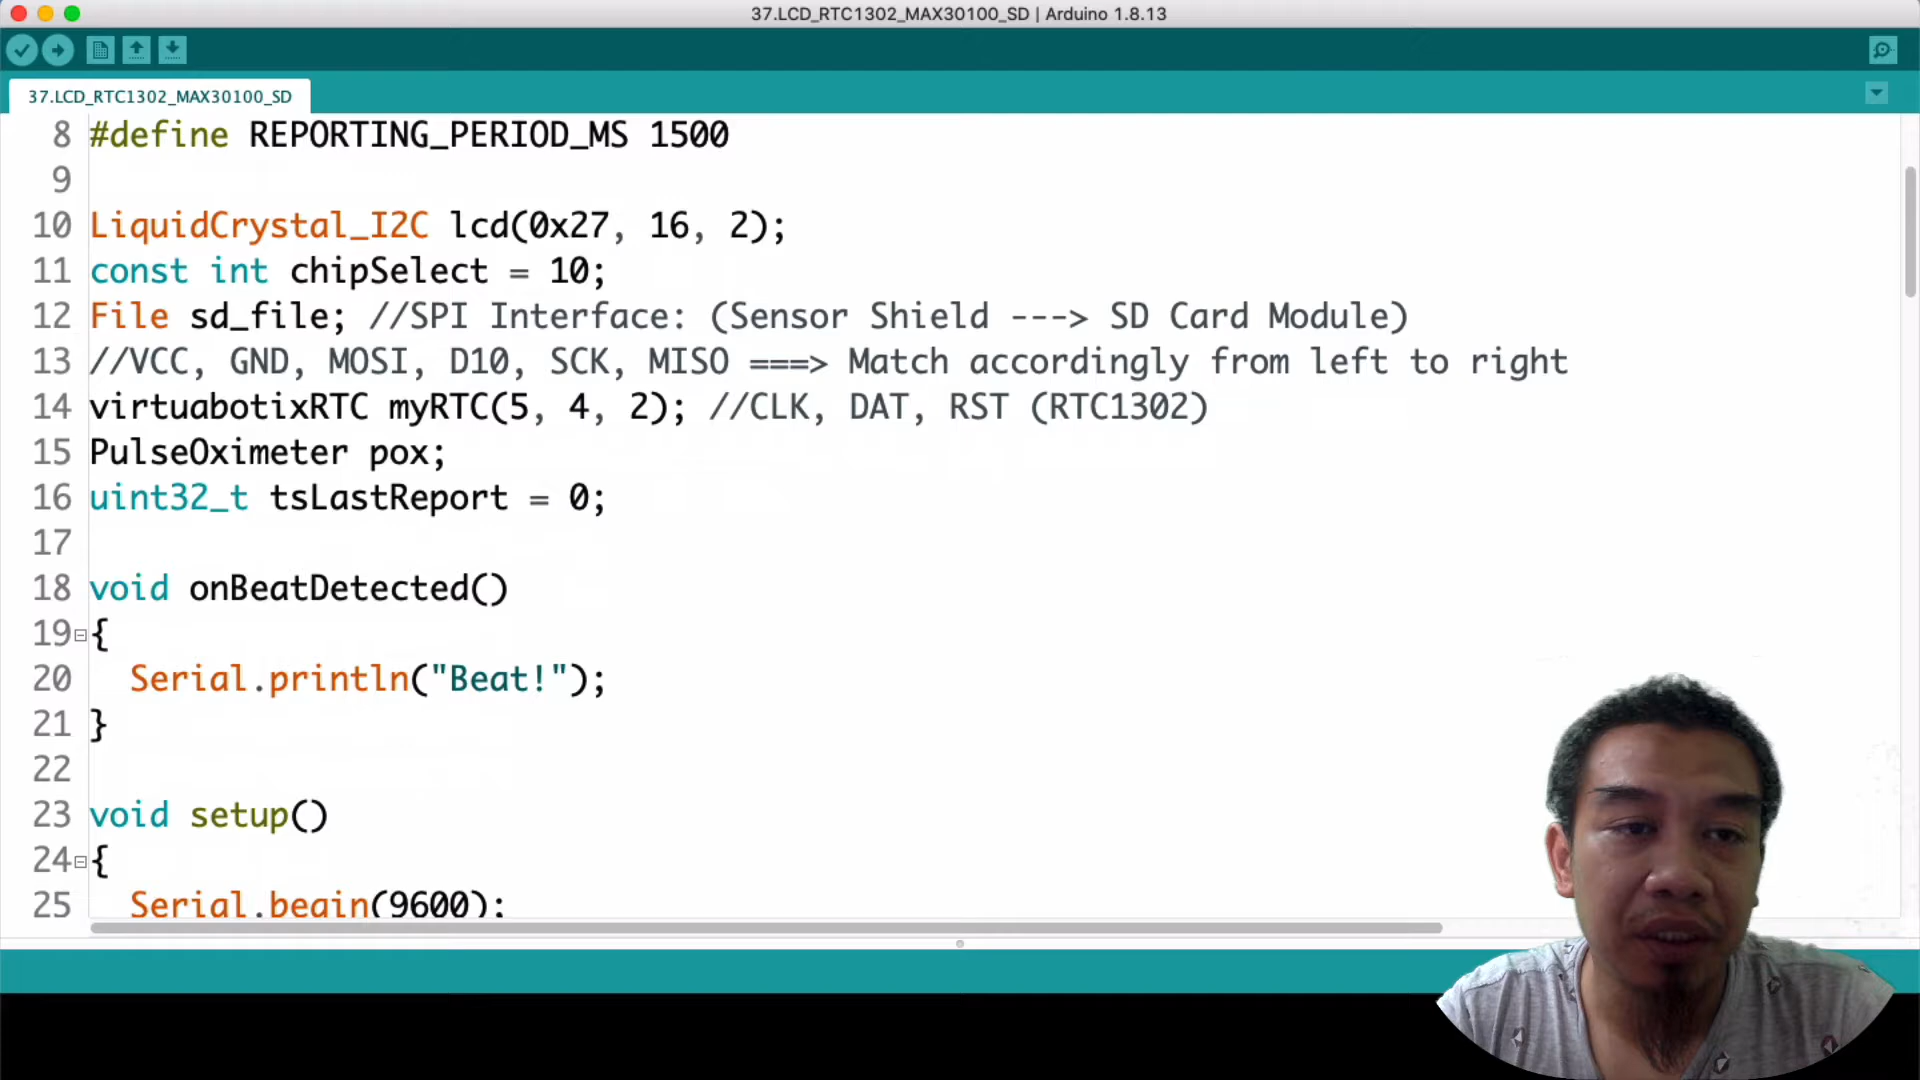 37.LCD_RTC1302_MAX30100_SD | Arduino 1.8.13
37.LCD_RTC1302_MAX30100_SD
8 #define REPORTING_PERIOD_MS 1500
9
10 LiquidCrystal_I2C lcd(0x27, 16, 2);
11 const int chipSelect = 10;
12 File sd_file; //SPI Interface: (Sensor Shield ---> SD Card Module)
13 //VCC, GND, MOSI, D10, SCK, MISO ===> Match accordingly from left to right
14 virtuabotixRTC myRTC(5, 4, 2); //CLK, DAT, RST (RTC1302)
15 PulseOximeter pox;
16 uint32_t tsLastReport = 0;
17
18 void onBeatDetected()
19 {
20 Serial.println("Beat!");
21 }
22
23 void setup()
24 {
25 Serial.begin(9600);